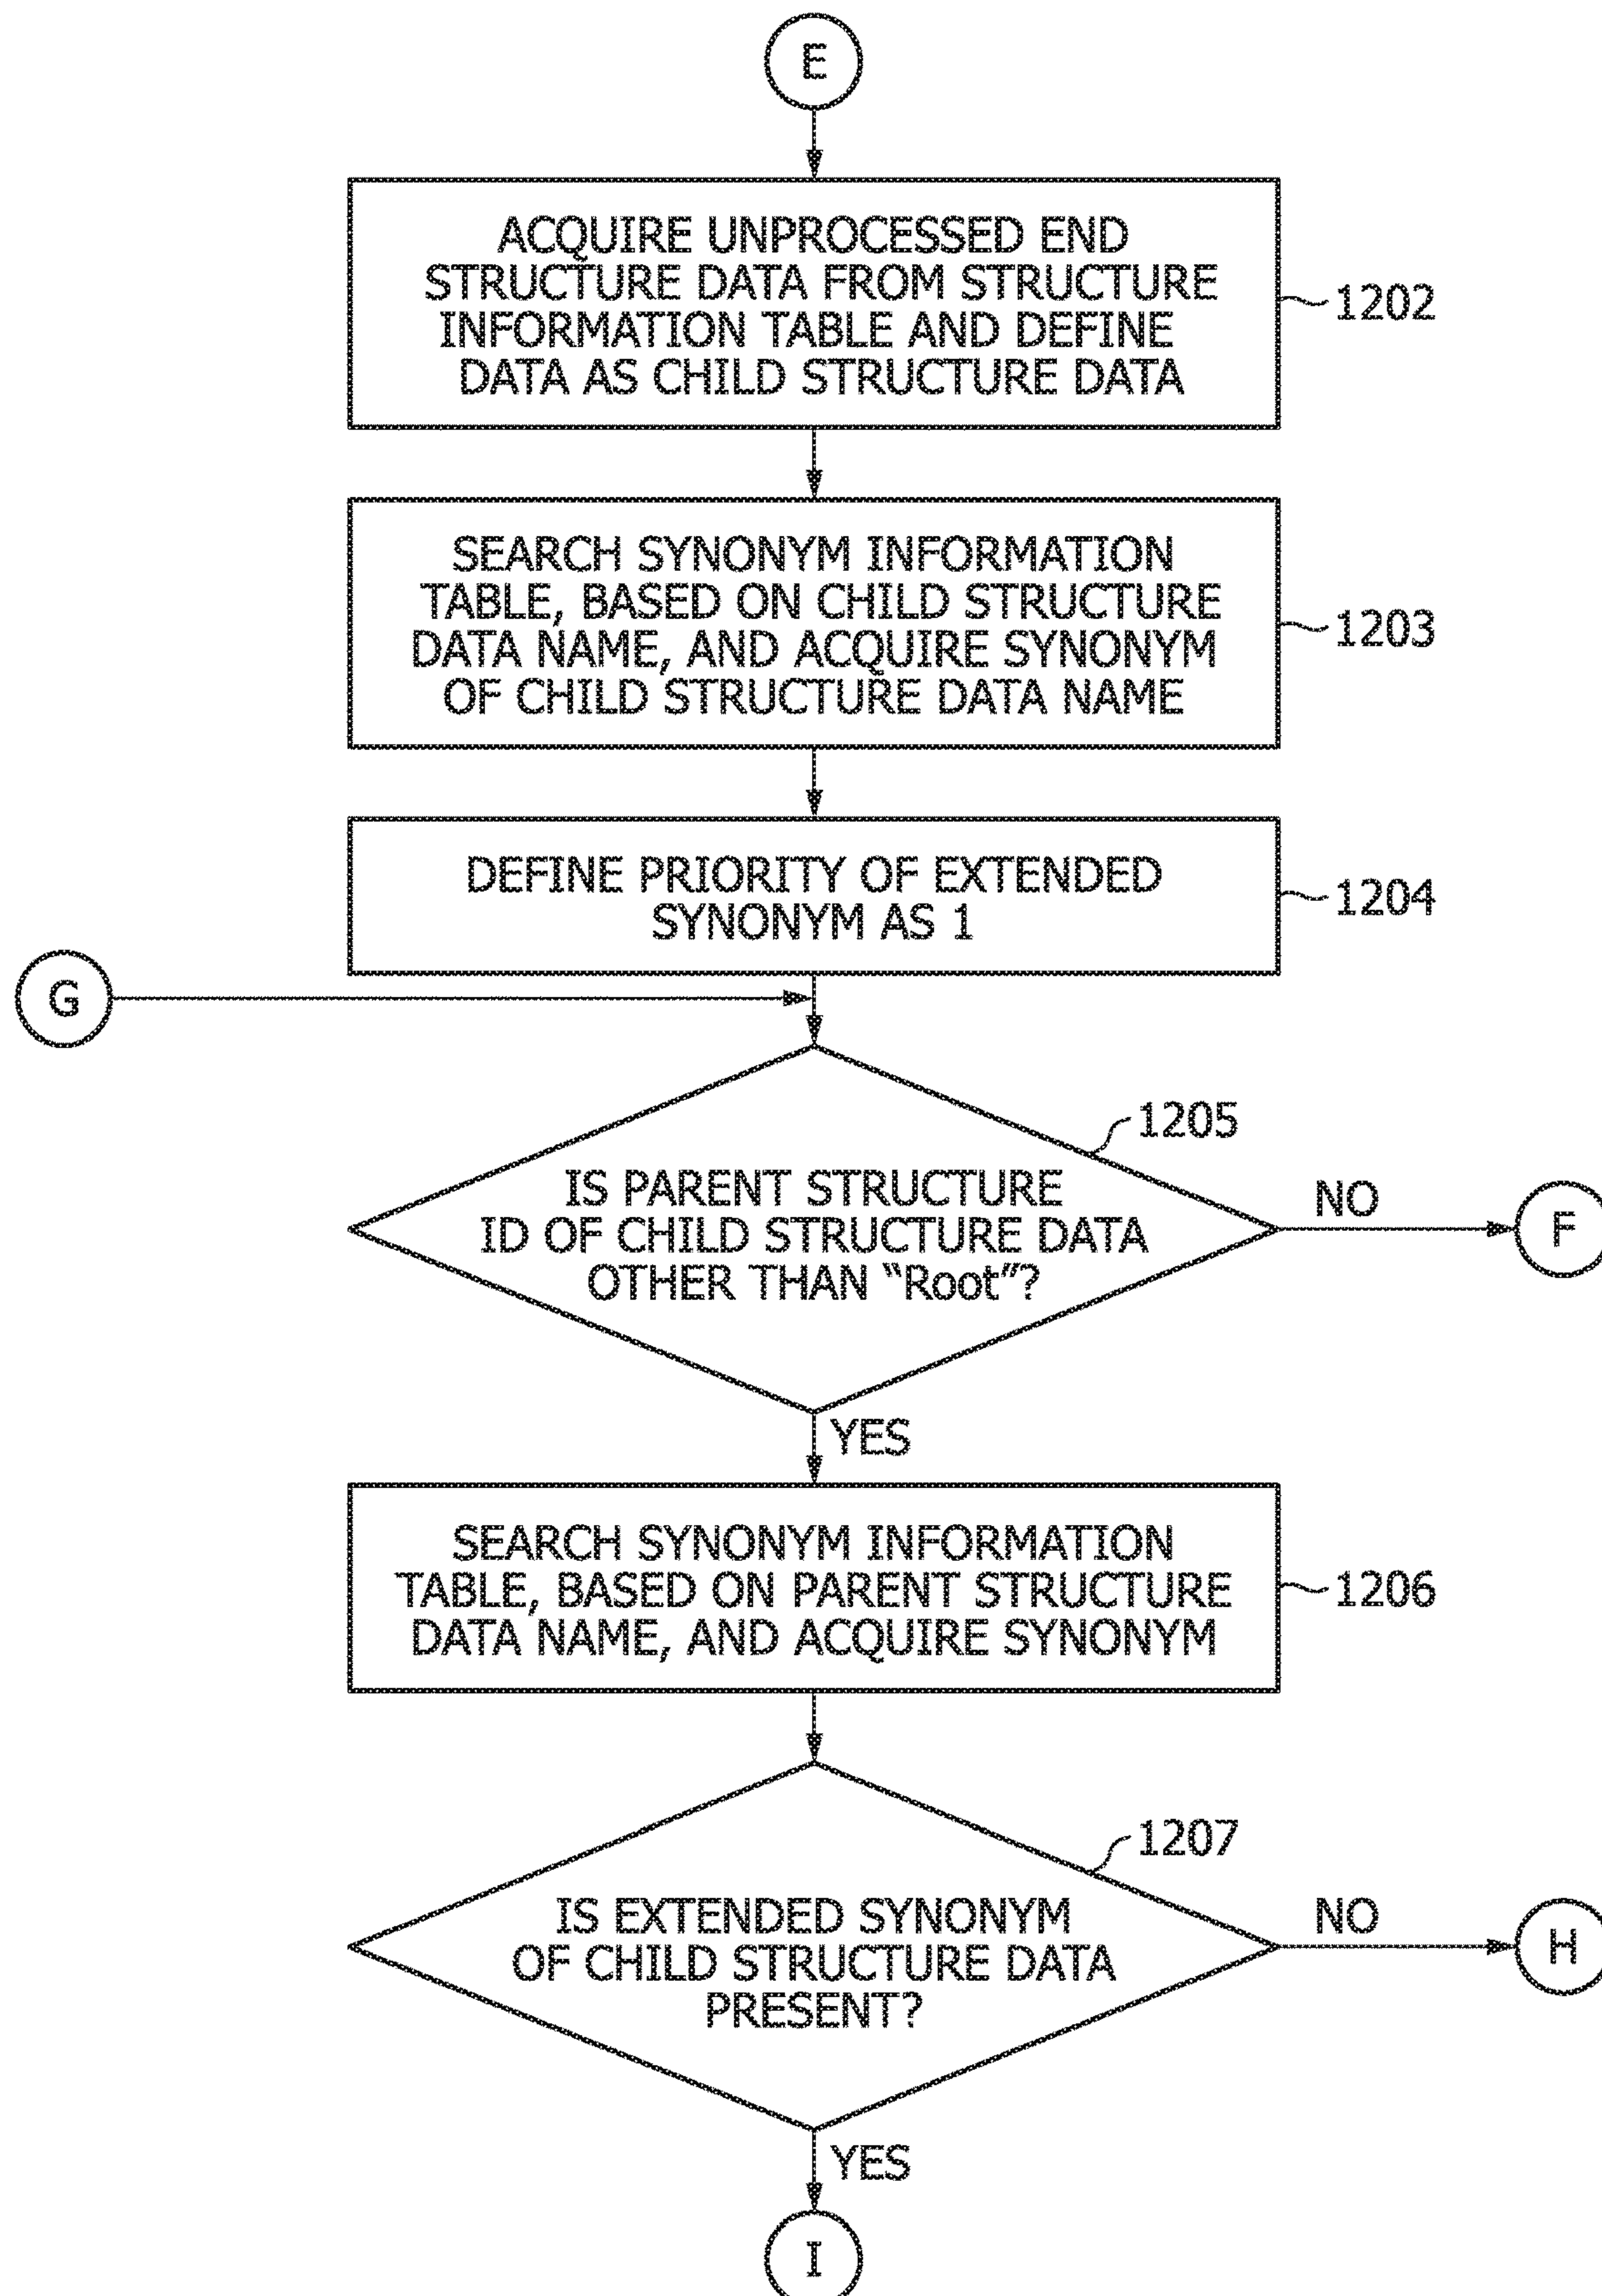 E
ACQUIRE UNPROCESSED END
STRUCTURE DATA FROM STRUCTURE
INFORMATION TABLE AND DEFINE
DATA AS CHILD STRUCTURE DATA
1202
SEARCH SYNONYM INFORMATION
TABLE, BASED ON CHILD STRUCTURE
DATA NAME, AND ACQUIRE SYNONYM
OF CHILD STRUCTURE DATA NAME
1203
DEFINE PRIORITY OF EXTENDED
SYNONYM AS 1
1204
G
1205
IS PARENT STRUCTURE
ID OF CHILD STRUCTURE DATA
OTHER THAN “Root”?
NO
F
YES
SEARCH SYNONYM INFORMATION
TABLE, BASED ON PARENT STRUCTURE
DATA NAME, AND ACQUIRE SYNONYM
1206
1207
IS EXTENDED SYNONYM
OF CHILD STRUCTURE DATA
PRESENT?
NO
H
YES
I